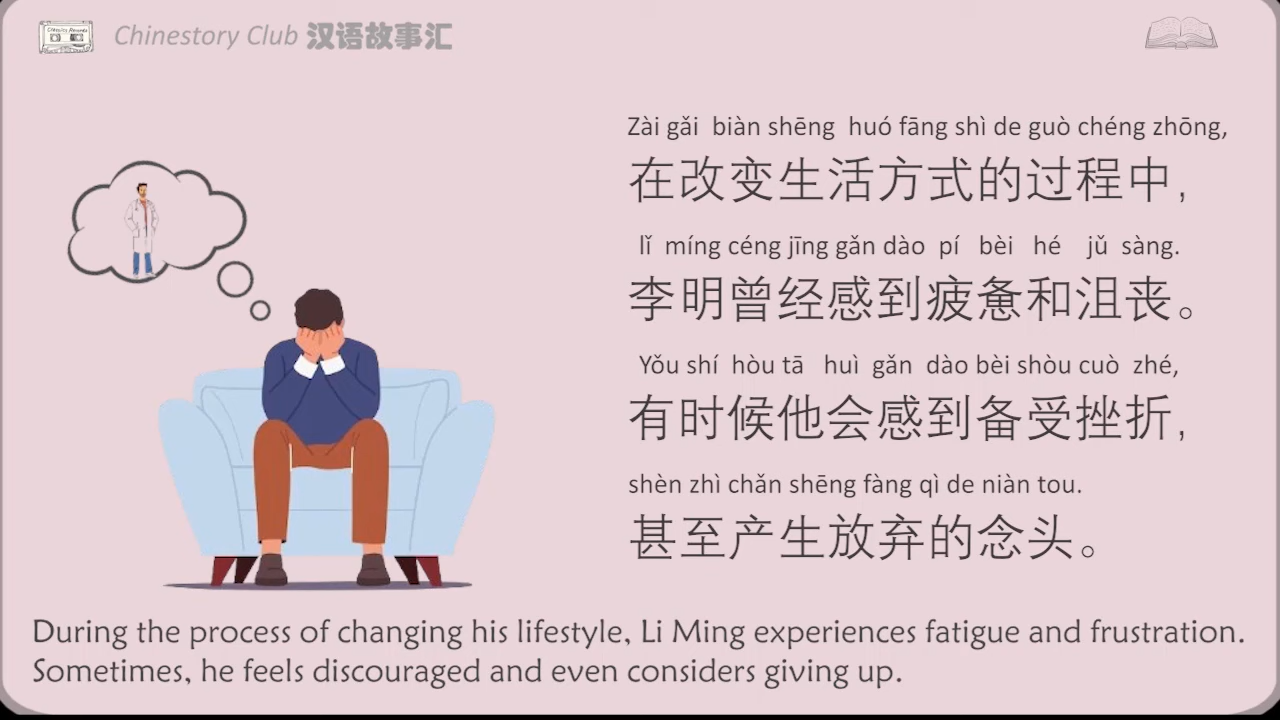 Chinestory Club 汉语故事汇
Zài gǎi biàn shēng huó fāng shì de guò chéng zhōng,
在改变生活方式的过程中,
lǐ míng céng jīng gǎn dào pí bèi hé jǔ sàng.
李明曾经感到疲惫和沮丧。
Yǒu shí hòu tā huì gǎn dào bèi shòu cuò zhé,
有时候他会感到备受挫折,
shèn zhì chǎn shēng fàng qì de niàn tou.
甚至产生放弃的念头。
During the process of changing his lifestyle, Li Ming experiences fatigue and frustration.
Sometimes, he feels discouraged and even considers giving up.